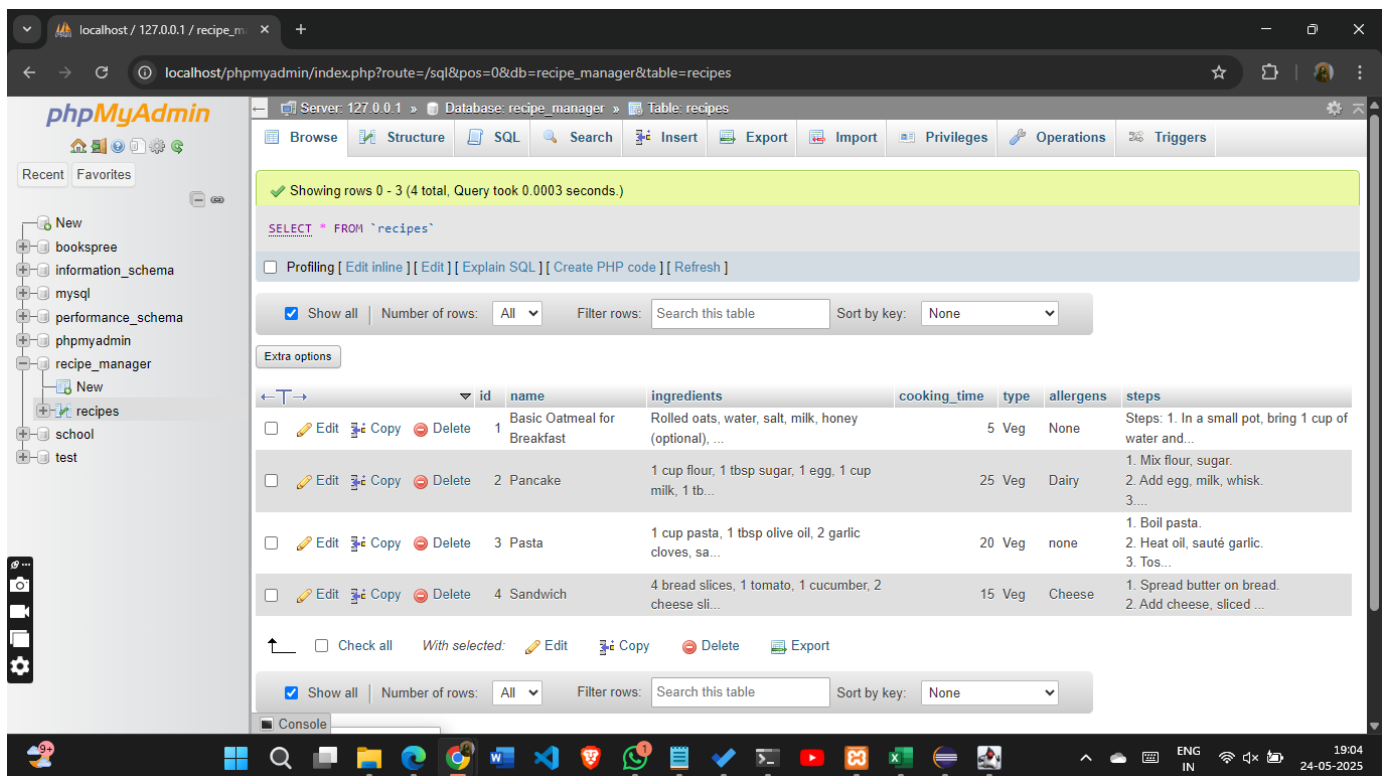 localhost / 127.0.0.1 / recipe_m
localhost/phpmyadmin/index.php?route=/sql&pos=0&db=recipe_manager&table=recipes
phpMyAdmin
Recent Favorites
New
bookspree
information_schema
mysql
performance_schema
phpmyadmin
recipe_manager
New
recipes
school
test
Server: 127.0.0.1 » Database: recipe_manager » Table: recipes
Browse Structure SQL Search Insert Export Import Privileges Operations Triggers
Showing rows 0 - 3 (4 total, Query took 0.0003 seconds.)
SELECT * FROM `recipes`
Profiling [ Edit inline ] [ Edit ] [ Explain SQL ] [ Create PHP code ] [ Refresh ]
Show all | Number of rows: All Filter rows: Search this table Sort by key: None
Extra options
←T→ id name ingredients cooking_time type allergens steps
Edit Copy Delete 1 Basic Oatmeal for Rolled oats, water, salt, milk, honey 5 Veg None Steps: 1. In a small pot, bring 1 cup of
Breakfast (optional), ... water and...
Edit Copy Delete 2 Pancake 1 cup flour, 1 tbsp sugar, 1 egg, 1 cup 25 Veg Dairy 1. Mix flour, sugar.
milk, 1 tb... 2. Add egg, milk, whisk.
3....
Edit Copy Delete 3 Pasta 1 cup pasta, 1 tbsp olive oil, 2 garlic 20 Veg none 1. Boil pasta.
cloves, sa... 2. Heat oil, sauté garlic.
3. Tos...
Edit Copy Delete 4 Sandwich 4 bread slices, 1 tomato, 1 cucumber, 2 15 Veg Cheese 1. Spread butter on bread.
cheese sli... 2. Add cheese, sliced ...
Check all With selected: Edit Copy Delete Export
Show all | Number of rows: All Filter rows: Search this table Sort by key: None
Console
9+
1
ENG
IN
19:04
24-05-2025